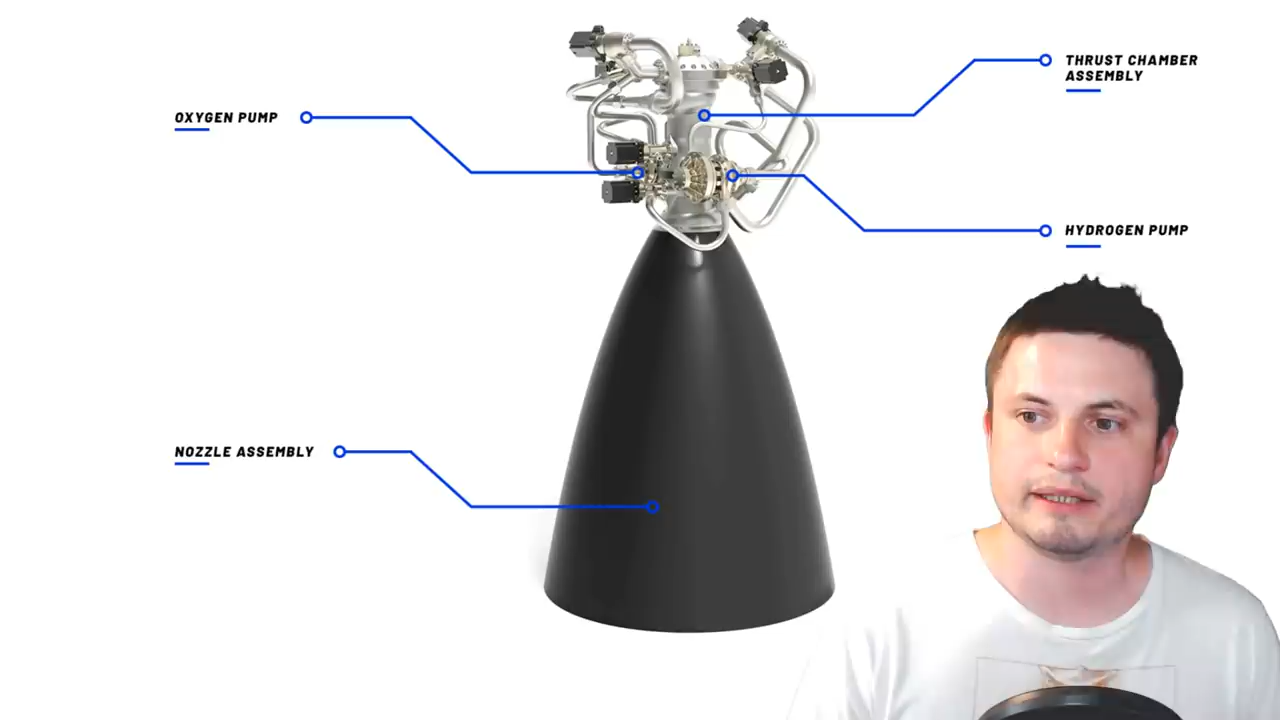 THRUST CHAMBER
ASSEMBLY
OXYGEN PUMP
HYDROGEN PUMP
NOZZLE ASSEMBLY